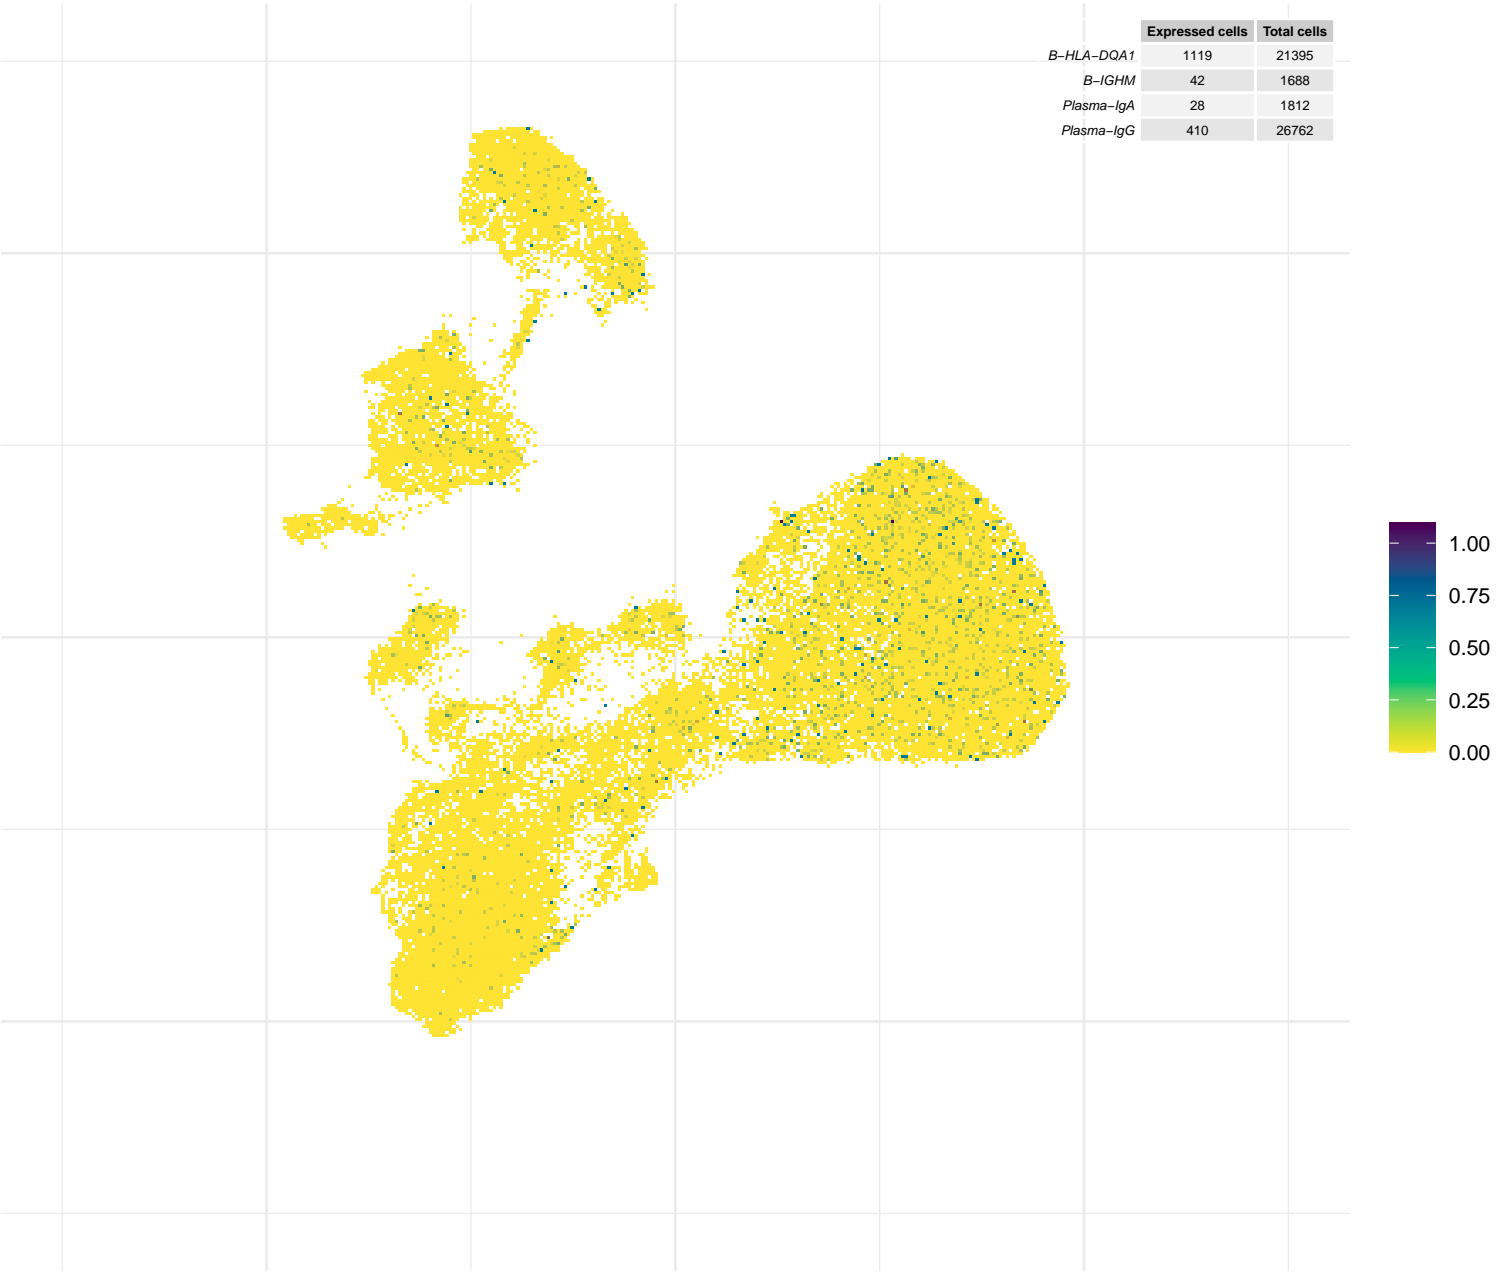 Expressed cells Total cells
B−HLA−DQA1 1119 21395
B−IGHM 42 1688
Plasma−IgA 28 1812
Plasma−IgG 410 26762
1.00
0.75
0.50
0.25
0.00